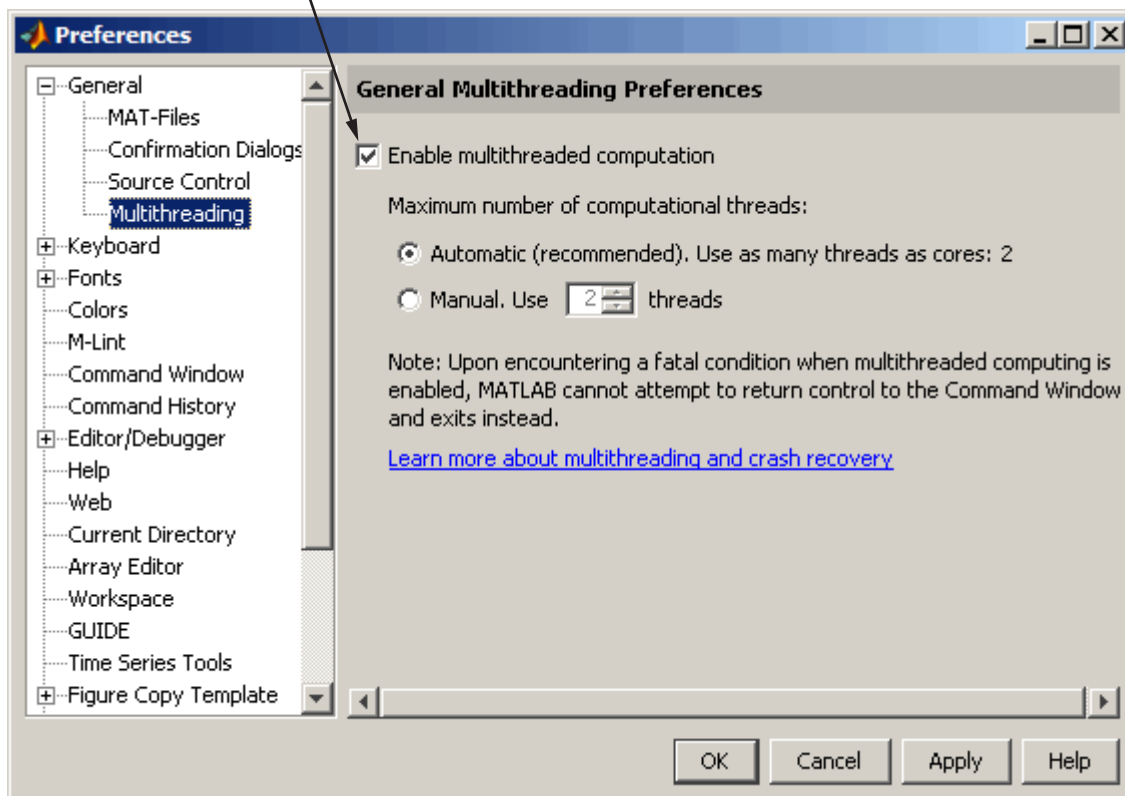 Preferences
General
MAT-Files
Confirmation Dialogs
Source Control
Multithreading
Keyboard
Fonts
Colors
M-Lint
Command Window
Command History
Editor/Debugger
Help
Web
Current Directory
Array Editor
Workspace
GUIDE
Time Series Tools
Figure Copy Template
General Multithreading Preferences
Enable multithreaded computation
Maximum number of computational threads:
Automatic (recommended). Use as many threads as cores: 2
Manual. Use 2 threads
Note: Upon encountering a fatal condition when multithreaded computing is
enabled, MATLAB cannot attempt to return control to the Command Window
and exits instead.
Learn more about multithreading and crash recovery
OK Cancel Apply Help